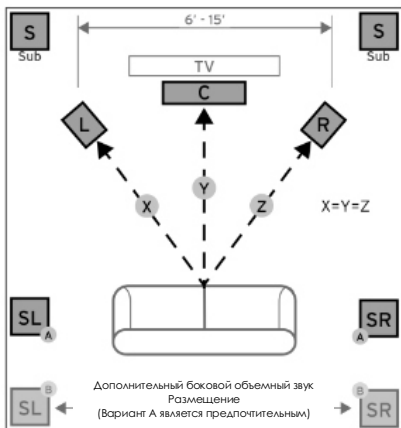 S 6' - 15' S
Sub TV Sub
C
L R
Y
X Z X=Y=Z
SL SR
A A
Дополнительный боковой объемный звук
B B
Размещение
SL (Вариант А является предпочтительным) SR